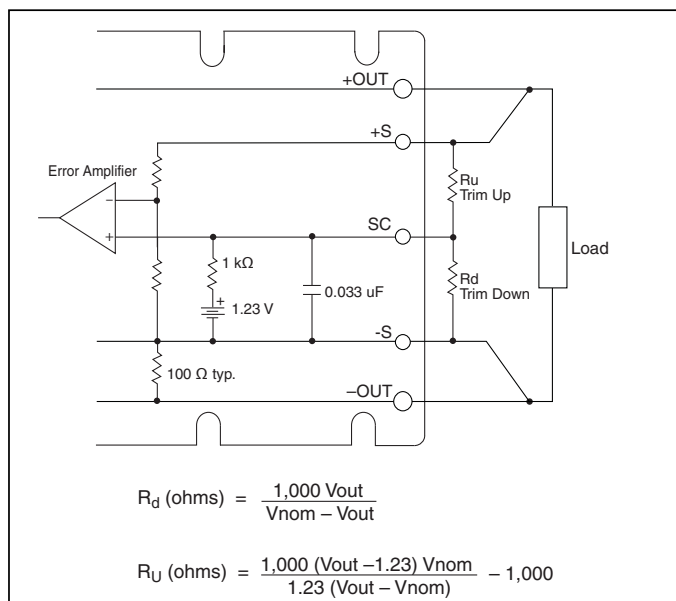 +OUT
+S
Error Amplifier
Ru
Trim Up
−
+
SC
Load
1 kΩ
+
1.23 V
0.033 uF
Rd
Trim Down
-S
100 Ω typ.
–OUT
Rd (ohms) = 1,000 Vout / Vnom – Vout
RU (ohms) = 1,000 (Vout –1.23) Vnom / 1.23 (Vout – Vnom) – 1,000